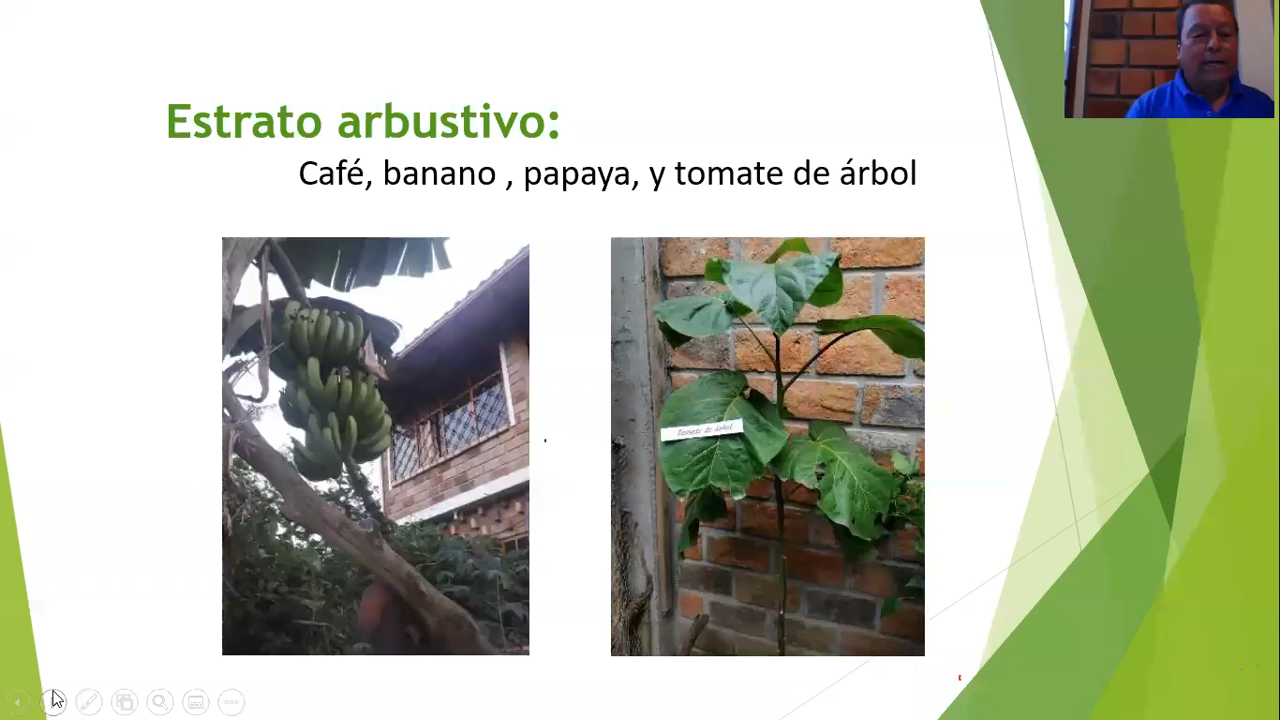 Estrato arbustivo:
Café, banano , papaya, y tomate de árbol
Tomate de árbol